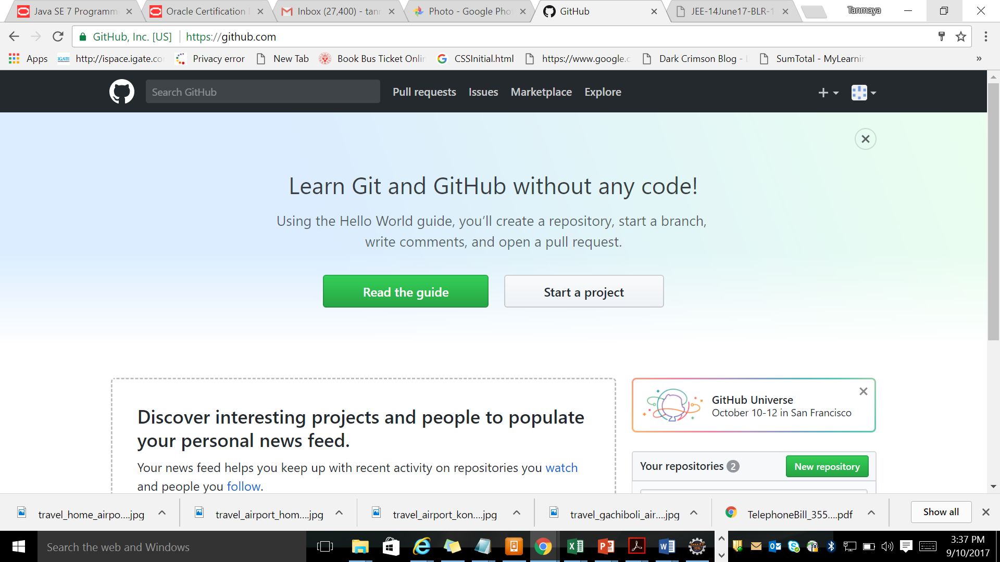 Java SE 7 Programm
Oracle Certification
Inbox (27,400) - tan
Photo - Google Pho
GitHub
JEE-14June17-BLR-1
Tanmaya
GitHub, Inc. [US]
https://github.com
Apps
IGATE
http://ispace.igate.co
Privacy error
New Tab
Book Bus Ticket Onli
CSSInitial.html
https://www.google.c
Dark Crimson Blog -
SumTotal - MyLearni
»
Search GitHub
Pull requests
Issues
Marketplace
Explore
Learn Git and GitHub without any code!
Using the Hello World guide, you’ll create a repository, start a branch,
write comments, and open a pull request.
Read the guide
Start a project
Discover interesting projects and people to populate
your personal news feed.
Your news feed helps you keep up with recent activity on repositories you watch
and people you follow.
GitHub Universe
October 10-12 in San Francisco
Your repositories 2
New repository
travel_home_airpo....jpg
travel_airport_hom....jpg
travel_airport_kon....jpg
travel_gachiboli_air....jpg
TelephoneBill_355....pdf
Show all
Search the web and Windows
Java EE
IDE
3:37 PM
9/10/2017